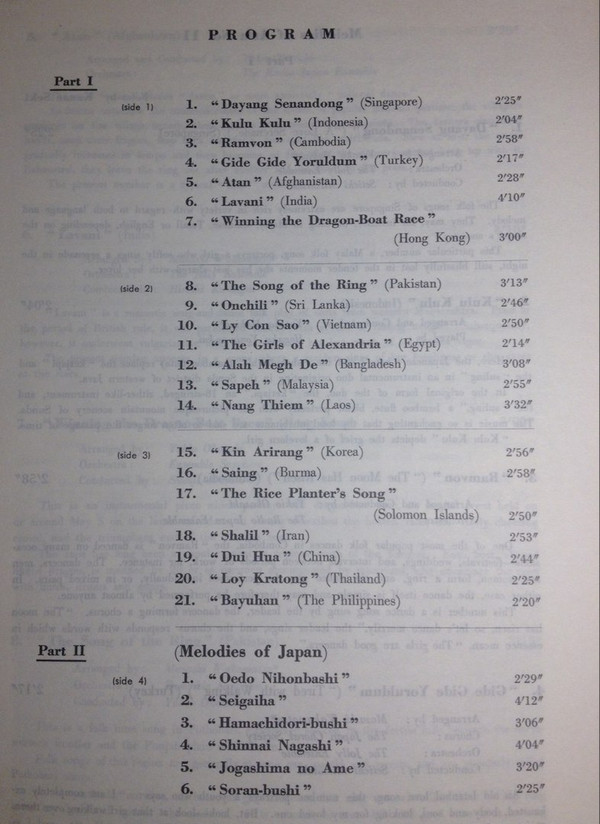 PROGRAM
Part I
(side 1) 1. “Dayang Senandong” (Singapore) 2′25″
2. “Kulu Kulu” (Indonesia) 2′04″
3. “Ramvon” (Cambodia) 2′58″
4. “Gide Gide Yoruldum” (Turkey) 2′17″
5. “Atan” (Afghanistan) 2′28″
6. “Lavani” (India) 4′10″
7. “Winning the Dragon-Boat Race”
(Hong Kong) 3′00″
(side 2) 8. “The Song of the Ring” (Pakistan) 3′13″
9. “Onchili” (Sri Lanka) 2′46″
10. “Ly Con Sao” (Vietnam) 2′50″
11. “The Girls of Alexandria” (Egypt) 2′14″
12. “Alah Megh De” (Bangladesh) 3′08″
13. “Sapeh” (Malaysia) 2′55″
14. “Nang Thiem” (Laos) 3′32″
(side 3) 15. “Kin Arirang” (Korea) 2′56″
16. “Saing” (Burma) 2′58″
17. “The Rice Planter's Song”
(Solomon Islands) 2′50″
18. “Shalil” (Iran) 2′53″
19. “Dui Hua” (China) 2′44″
20. “Loy Kratong” (Thailand) 2′25″
21. “Bayuhan” (The Philippines) 2′20″
Part II (Melodies of Japan)
(side 4) 1. “Oedo Nihonbashi” 2′29″
2. “Seigaiha” 4′12″
3. “Hamachidori-bushi” 3′06″
4. “Shinnai Nagashi” 4′04″
5. “Jogashima no Ame” 3′20″
6. “Soran-bushi” 2′25″